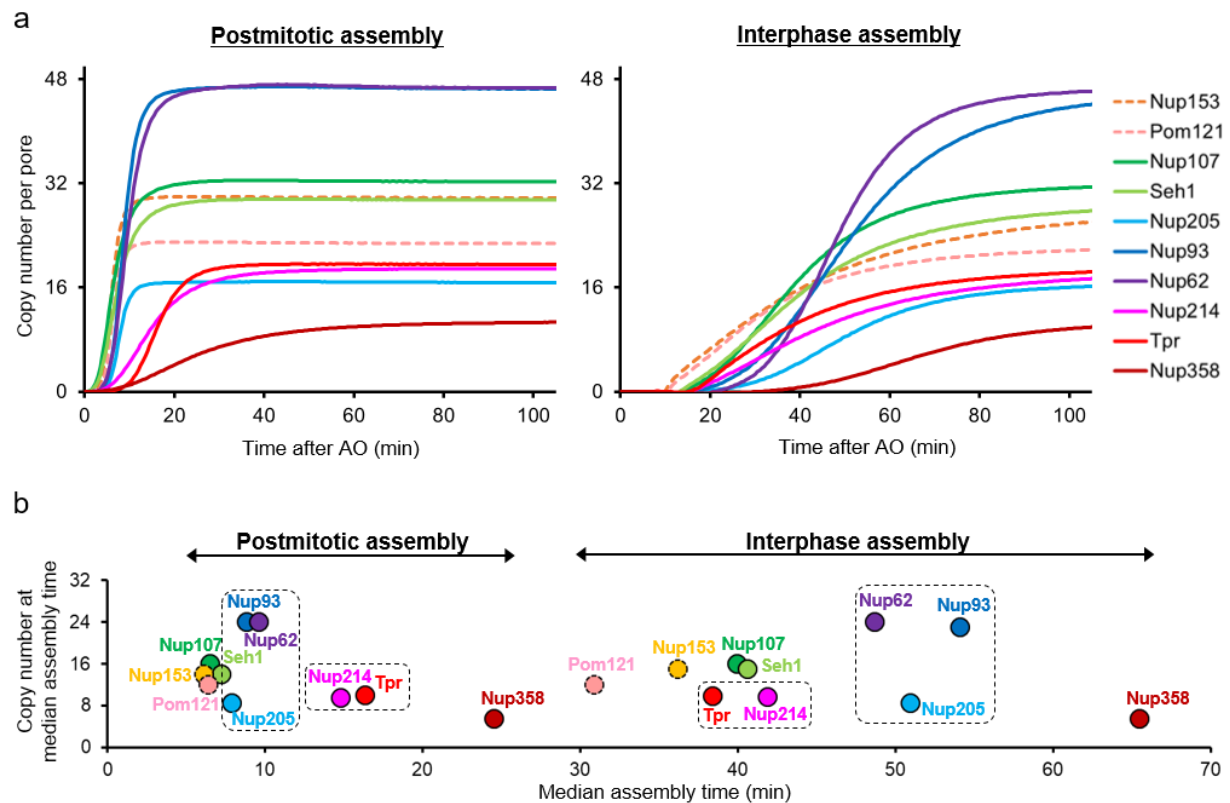 a
Postmitotic assembly
Interphase assembly
Copy number per pore
48
32
16
0
0
20
40
60
80
100
Time after AO (min)
48
32
16
0
0
20
40
60
80
100
Time after AO (min)
Nup153
Pom121
Nup107
Seh1
Nup205
Nup93
Nup62
Nup214
Tpr
Nup358
b
Postmitotic assembly
Interphase assembly
Copy number at
median assembly time
32
24
16
8
0
Nup93
Nup62
Nup107
Seh1
Nup153
Pom121
Nup205
Nup214
Tpr
Nup358
Pom121
Nup153
Nup107
Seh1
Tpr
Nup214
Nup62
Nup93
Nup205
Nup358
0
10
20
30
40
50
60
70
Median assembly time (min)